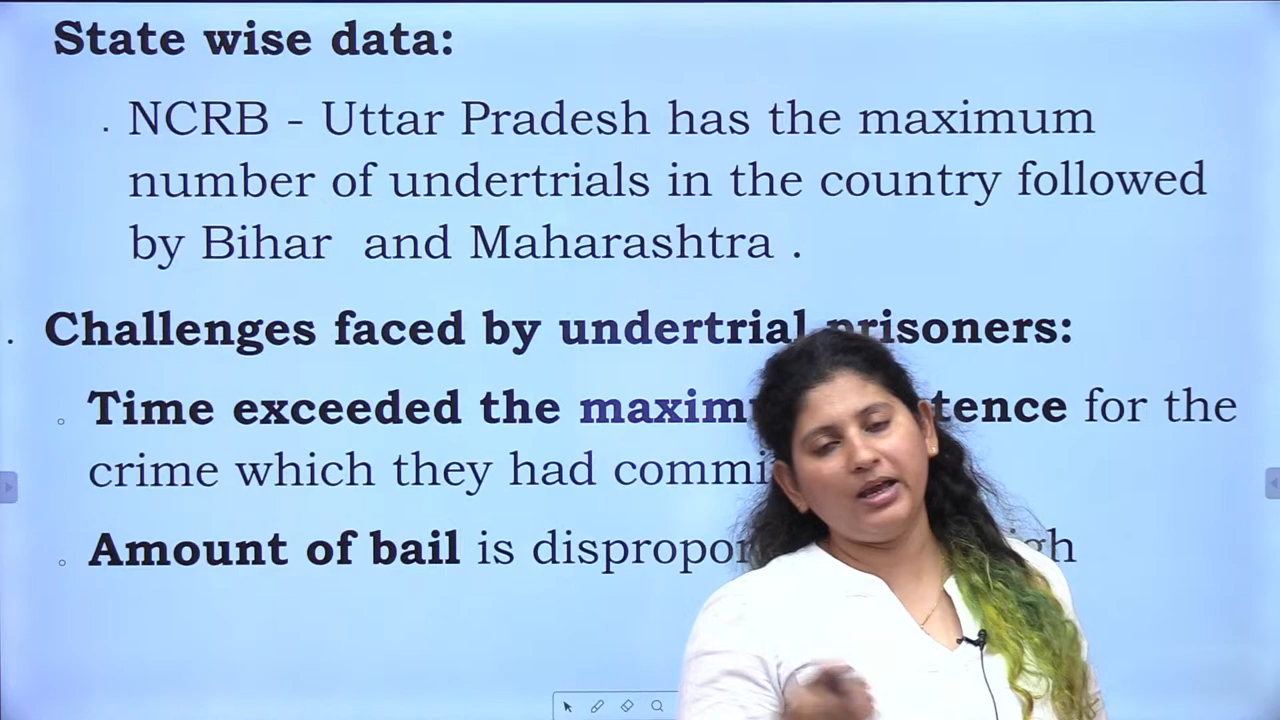 State wise data:
. NCRB - Uttar Pradesh has the maximum
number of undertrials in the country followed
by Bihar and Maharashtra .
. Challenges faced by undertrial prisoners:
◦ Time exceeded the for the
crime which they had
◦ Amount of bail is